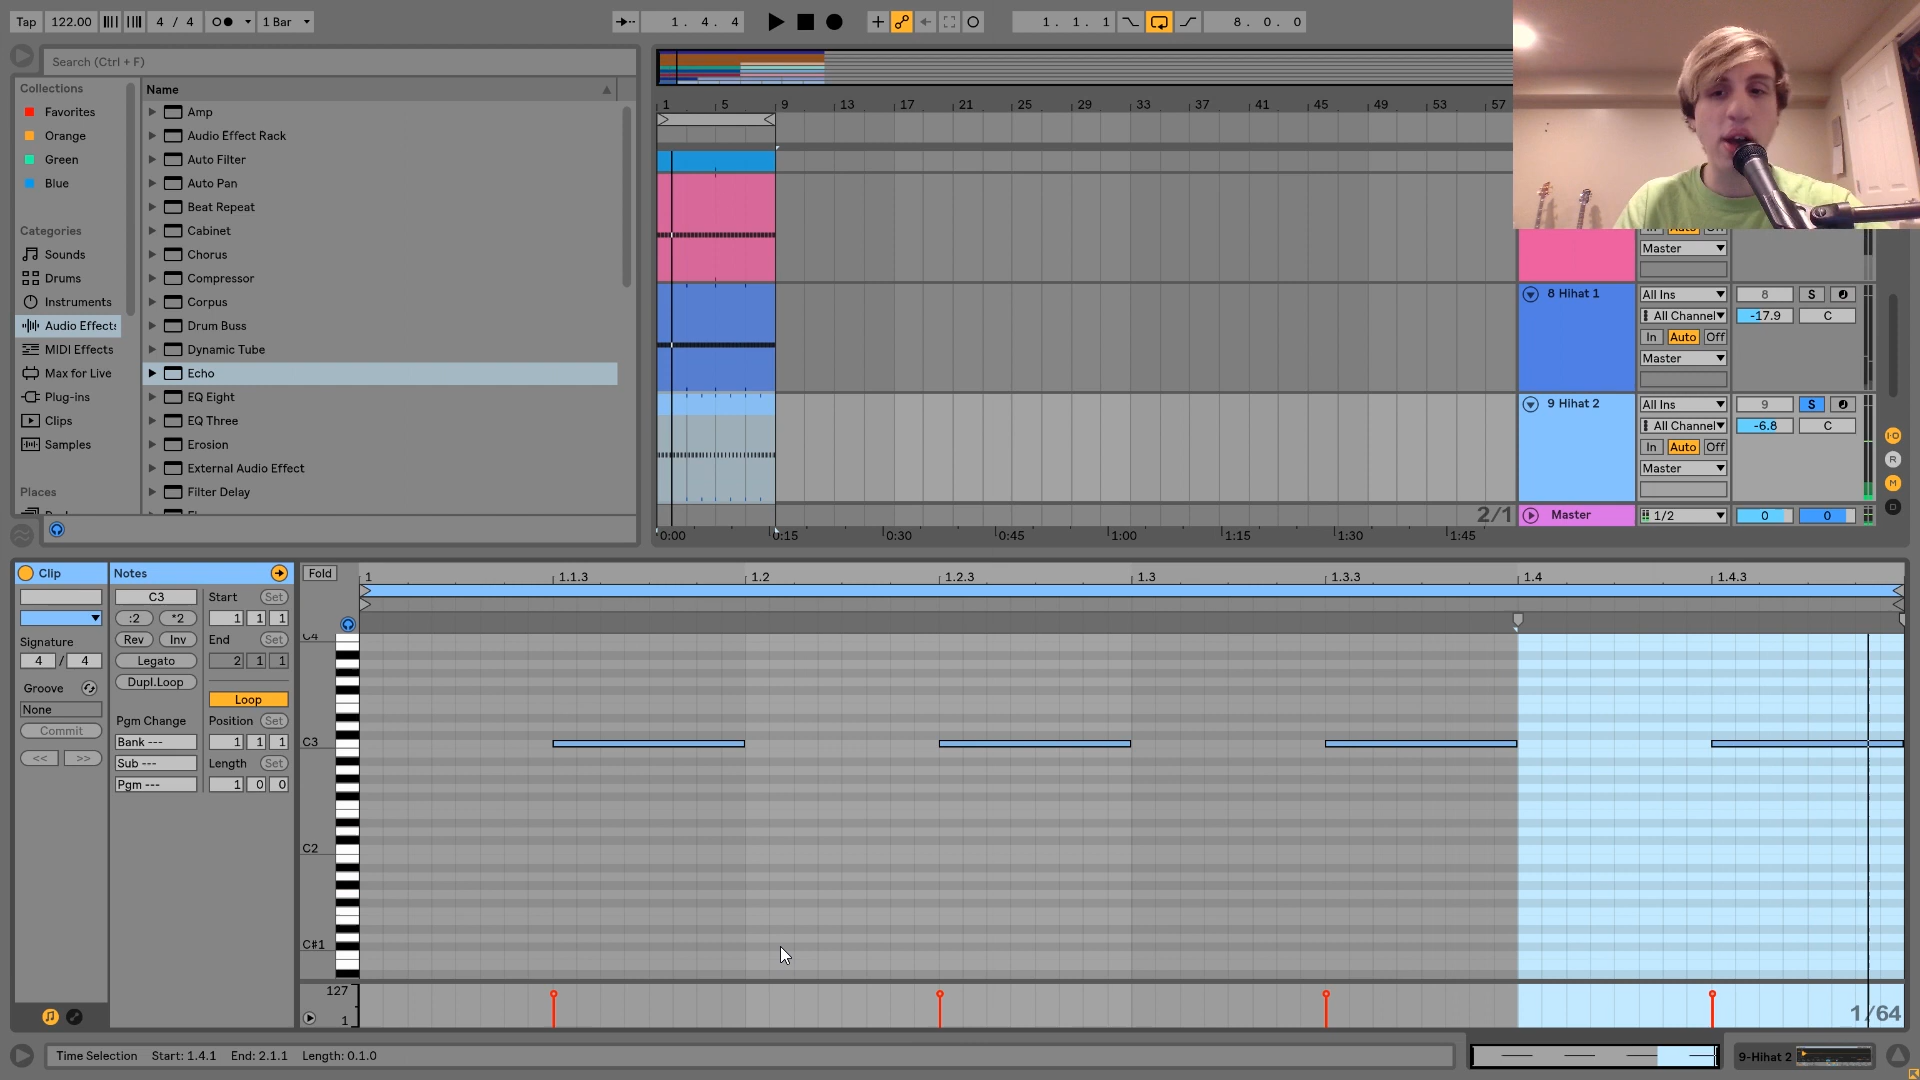 Tap 122.00 4 / 4 1 Bar 1. 4. 4 1. 1. 1 8. 0. 0
Search (Ctrl + F)
Collections
Favorites
Orange
Green
Blue
Categories
Sounds
Drums
Instruments
Audio Effects
MIDI Effects
Max for Live
Plug-ins
Clips
Samples
Places
Name
Amp
Audio Effect Rack
Auto Filter
Auto Pan
Beat Repeat
Cabinet
Chorus
Compressor
Corpus
Drum Buss
Dynamic Tube
Echo
EQ Eight
EQ Three
Erosion
External Audio Effect
Filter Delay
1 5 9 13 17 21 25 29 33 37 41 45 49 53 57
Master
8 Hihat 1 All Ins 8 S
All Channel -17.9 C
In Auto Off
Master
9 Hihat 2 All Ins 9 S
All Channel -6.8 C
In Auto Off
Master
2/1 Master 1/2 0 0
0:00 0:15 0:30 0:45 1:00 1:15 1:30 1:45
I·O
R
M
D
Clip
Signature
4 / 4
Groove
None
Commit
<< >>
Notes
C3
:2 *2
Rev Inv
Legato
Dupl.Loop
Pgm Change
Bank ---
Sub ---
Pgm ---
Start Set
1 1 1
End Set
2 1 1
Loop
Position Set
1 1 1
Length Set
1 0 0
Fold
1 1.1.3 1.2 1.2.3 1.3 1.3.3 1.4 1.4.3
C4
C3
C2
C#1
127
1
1/64
Time Selection Start: 1.4.1 End: 2.1.1 Length: 0.1.0
9-Hihat 2